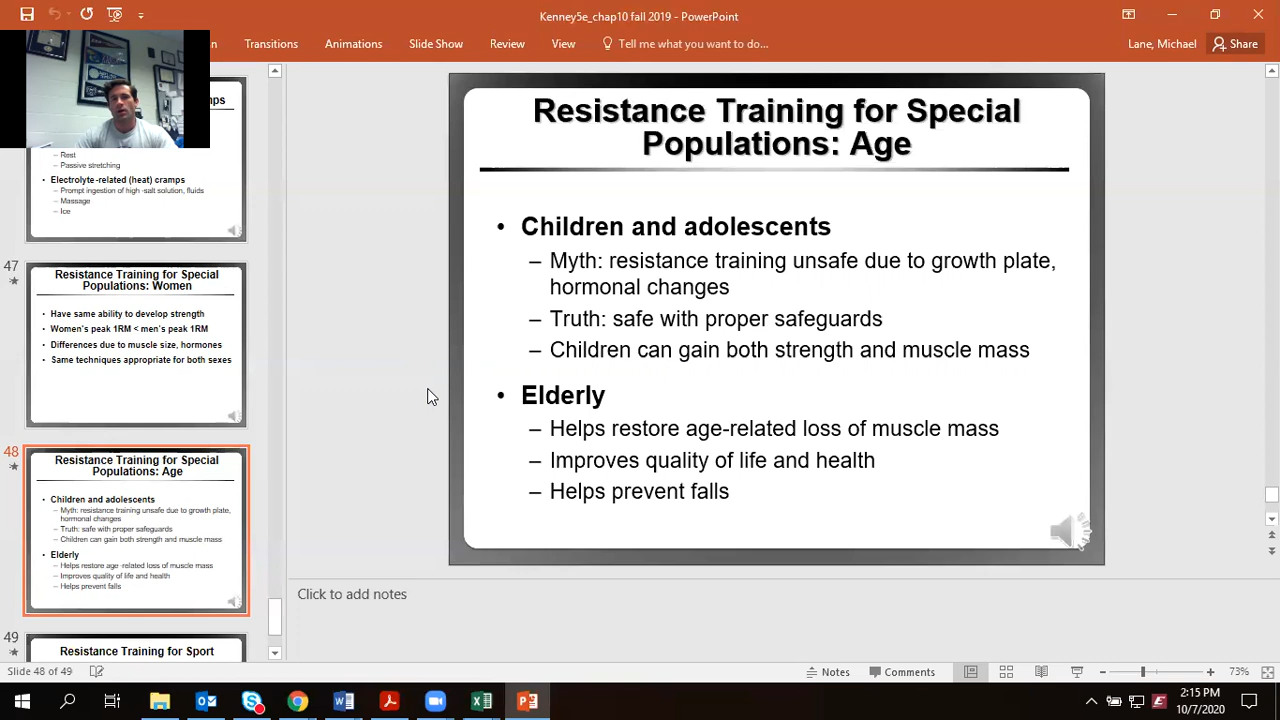 Kenney5e_chap10 fall 2019 - PowerPoint
Transitions
Animations
Slide Show
Review
View
Tell me what you want to do...
Lane, Michael
Share
Rest
– Passive stretching
• Electrolyte-related (heat) cramps
– Prompt ingestion of high -salt solution, fluids
– Massage
– Ice
47
Resistance Training for Special
Populations: Women
• Have same ability to develop strength
• Women's peak 1RM < men's peak 1RM
• Differences due to muscle size, hormones
• Same techniques appropriate for both sexes
48
Resistance Training for Special
Populations: Age
• Children and adolescents
– Myth: resistance training unsafe due to growth plate,
hormonal changes
– Truth: safe with proper safeguards
– Children can gain both strength and muscle mass
• Elderly
– Helps restore age -related loss of muscle mass
– Improves quality of life and health
– Helps prevent falls
49
Resistance Training for Sport
Resistance Training for Special
Populations: Age
• Children and adolescents
– Myth: resistance training unsafe due to growth plate,
hormonal changes
– Truth: safe with proper safeguards
– Children can gain both strength and muscle mass
• Elderly
– Helps restore age-related loss of muscle mass
– Improves quality of life and health
– Helps prevent falls
Click to add notes
Slide 48 of 49
Notes
Comments
73%
2:15 PM
10/7/2020